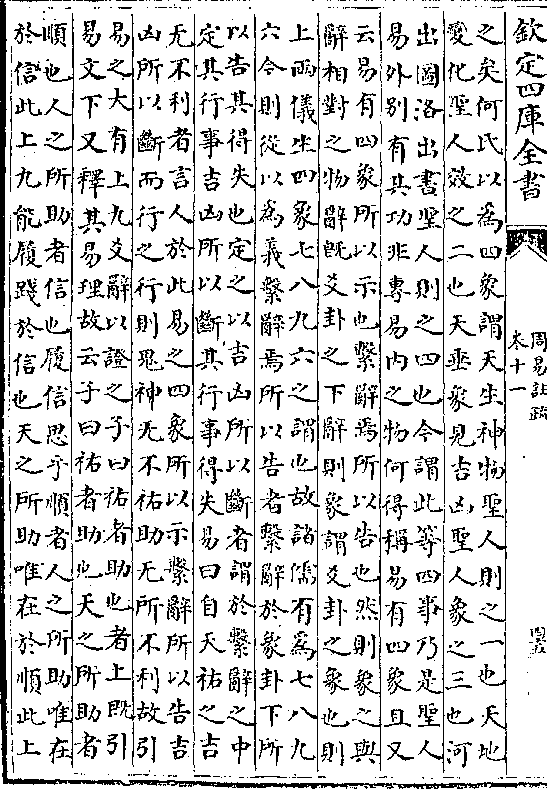 欽定四庫全書
周易註疏
卷十一
四五
之矣何氏以為四象謂天生神物聖人則之一也天地
變化聖人效之二也天垂象見吉凶聖人象之三也河
出圖洛出書聖人則之四也今謂此等四事乃是聖人
易外別有其功非專易內之物何得稱易有四象且又
云易有四象所以示也繫辭焉所以告也然則象之與
辭相對之物辭既爻卦之下辭則象謂爻卦之象也則
上兩儀生四象七八九六之謂也故諸儒有為七八九
六今則從以為義繫辭焉所以告者繫辭於象卦下所
以告其得失也定之以吉凶所以斷者謂於繫辭之中
定其行事吉凶所以斷其行事得失易曰自天祐之吉
无不利者言人於此易之四象所以示繫辭所以告吉
凶所以斷而行之行則鬼神无不祐助无所不利故引
易之大有上九爻辭以證之子曰祐者助也者上既引
易文下又釋其易理故云子曰祐者助也天之所助者
順也人之所助者信也履信思乎順者人之所助唯在
於信此上九能履踐於信也天之所助唯在於順此上